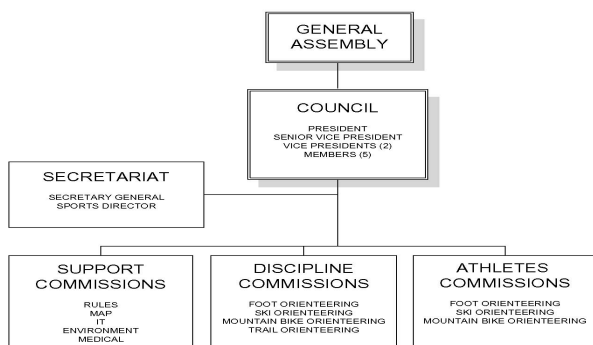 GENERAL
ASSEMBLY
COUNCIL
PRESIDENT
SENIOR VICE PRESIDENT
VICE PRESIDENTS (2)
MEMBERS (5)
SECRETARIAT
SECRETARY GENERAL
SPORTS DIRECTOR
SUPPORT
COMMISSIONS
RULES
MAP
IT
ENVIRONMENT
MEDICAL
DISCIPLINE
COMMISSIONS
FOOT ORIENTEERING
SKI ORIENTEERING
MOUNTAIN BIKE ORIENTEERING
TRAIL ORIENTEERING
ATHLETES
COMMISSIONS
FOOT ORIENTEERING
SKI ORIENTEERING
MOUNTAIN BIKE ORIENTEERING